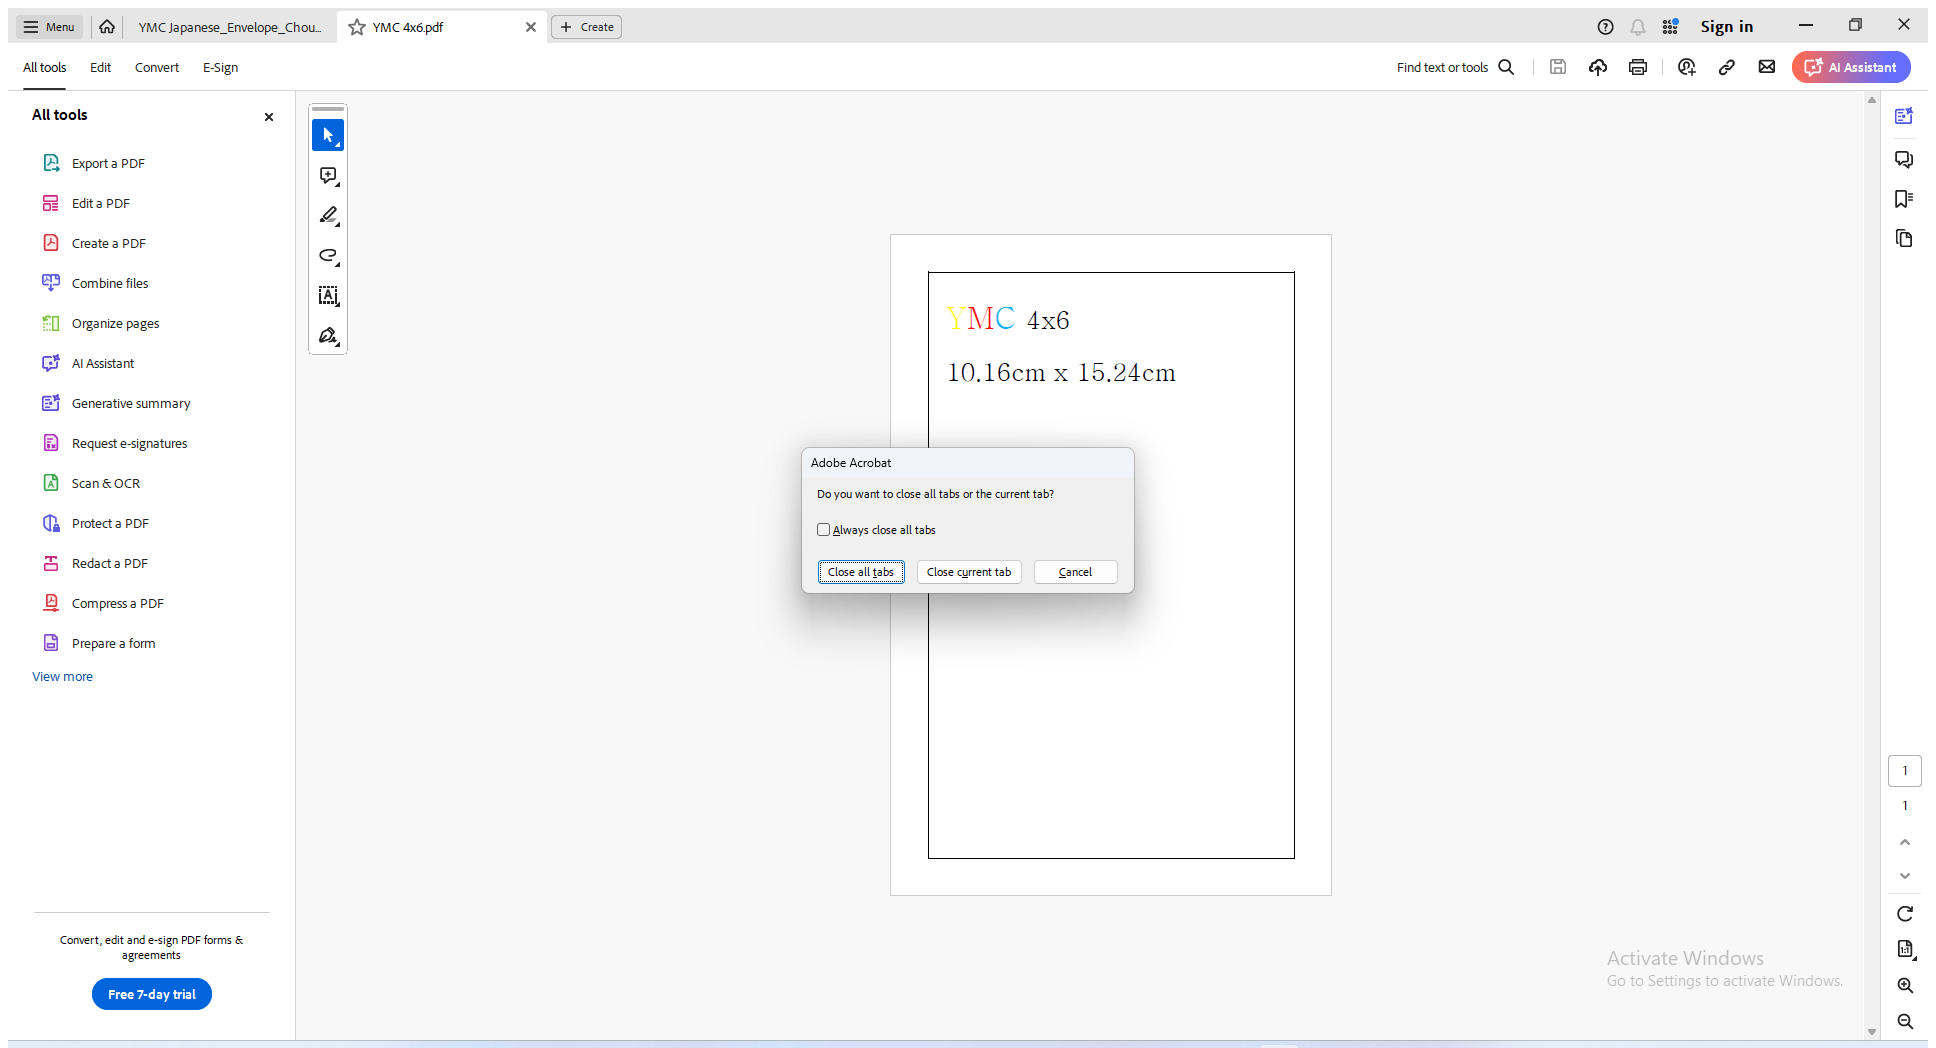 Menu
YMC Japanese_Envelope_Chou...
YMC 4x6.pdf
Create
Sign in
All tools
Edit
Convert
E-Sign
Find text or tools
AI Assistant
All tools
Export a PDF
Edit a PDF
Create a PDF
Combine files
Organize pages
AI Assistant
Generative summary
Request e-signatures
Scan & OCR
Protect a PDF
Redact a PDF
Compress a PDF
Prepare a form
View more
Convert, edit and e-sign PDF forms &
agreements
Free 7-day trial
YMC 4x6
10.16cm x 15.24cm
Adobe Acrobat
Do you want to close all tabs or the current tab?
Always close all tabs
Close all tabs
Close current tab
Cancel
1
1
Activate Windows
Go to Settings to activate Windows.